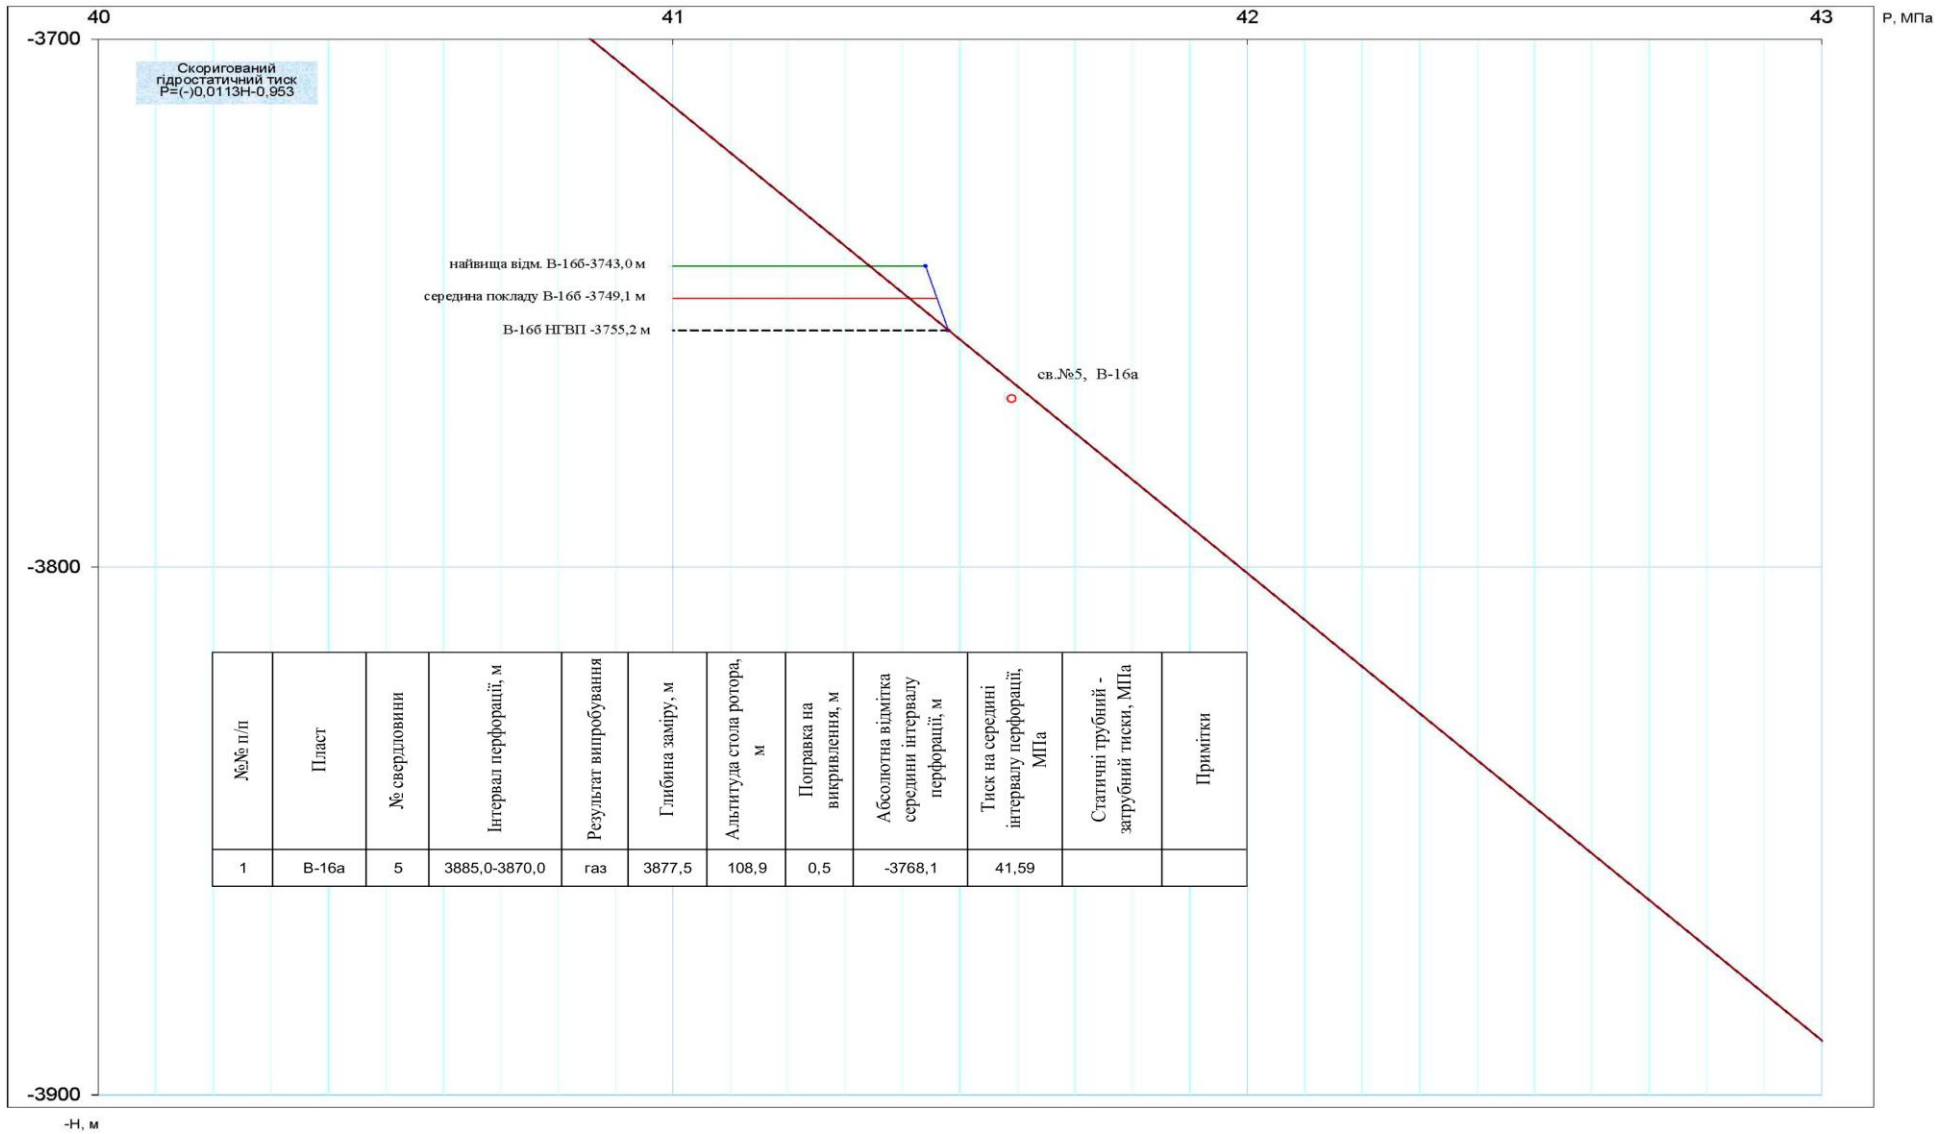 40 41 42 43 Р, МПа
-3700
Скоригований
гідростатичний тиск
Р=(-)0,0113Н-0,953
найвища відм. В-16б-3743,0 м
середина покладу В-16б -3749,1 м
В-16б НГВП -3755,2 м
св.№5, В-16а
-3800
№№ п/п
Пласт
№ свердловини
Інтервал перфорації, м
Результат випробування
Глибина заміру, м
Альтитуда стола ротора,
м
Поправка на
викривлення, м
Абсолютна відмітка
середини інтервалу
перфорації, м
Тиск на середині
інтервалу перфорації,
МПа
Статичні трубний -
затрубний тиски, МПа
Примітки
1 В-16а 5 3885,0-3870,0 газ 3877,5 108,9 0,5 -3768,1 41,59
-3900
-Н, м